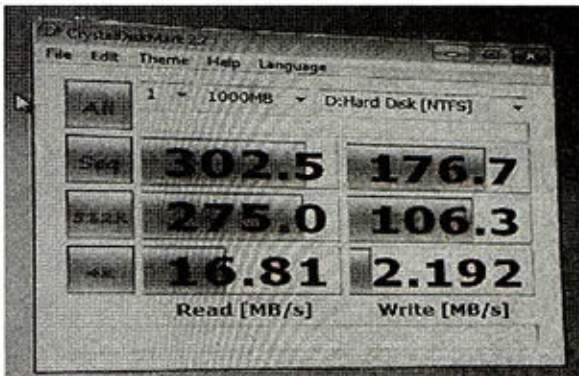 CrystalDiskMark 2.2
File Edit Theme Help Language
All 1 1000MB D:Hard Disk [NTFS]
Seq 302.5 176.7
512K 275.0 106.3
4K 16.81 2.192
Read [MB/s] Write [MB/s]